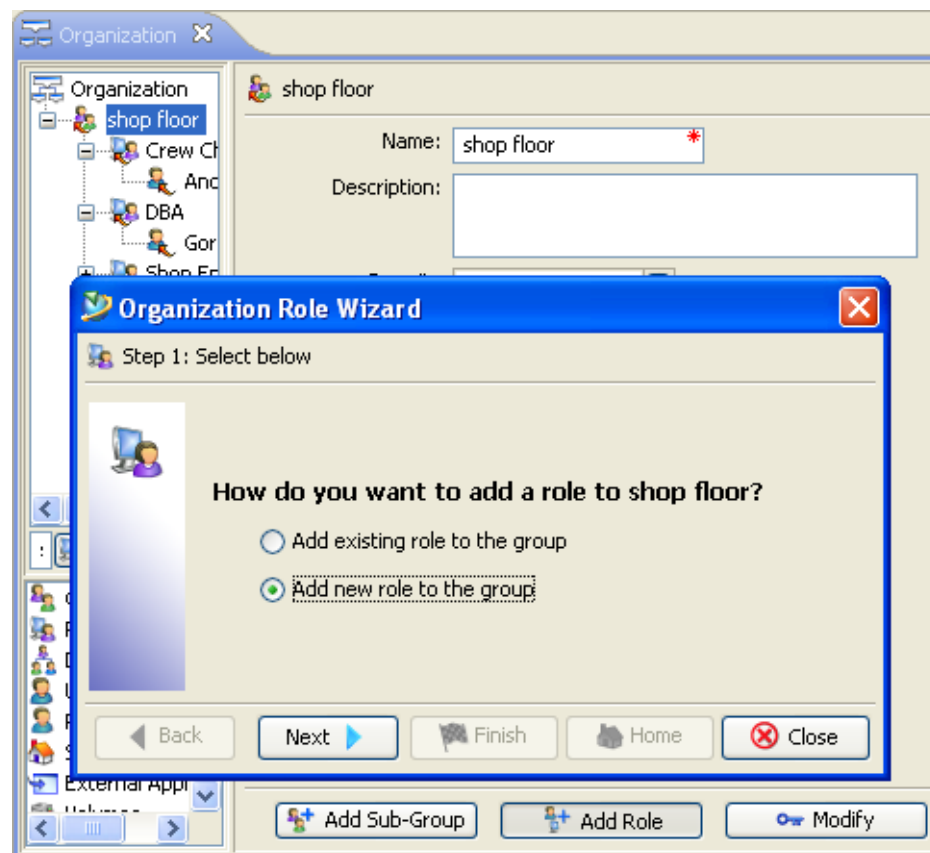 Organization
Organization
shop floor
shop floor
Crew
DBA
Name:
shop floor
*
Description:
Organization Role Wizard
Step 1: Select below
How do you want to add a role to shop floor?
Add existing role to the group
Add new role to the group
Back
Next
Finish
Home
Close
External
Add Sub-Group
Add Role
Modify